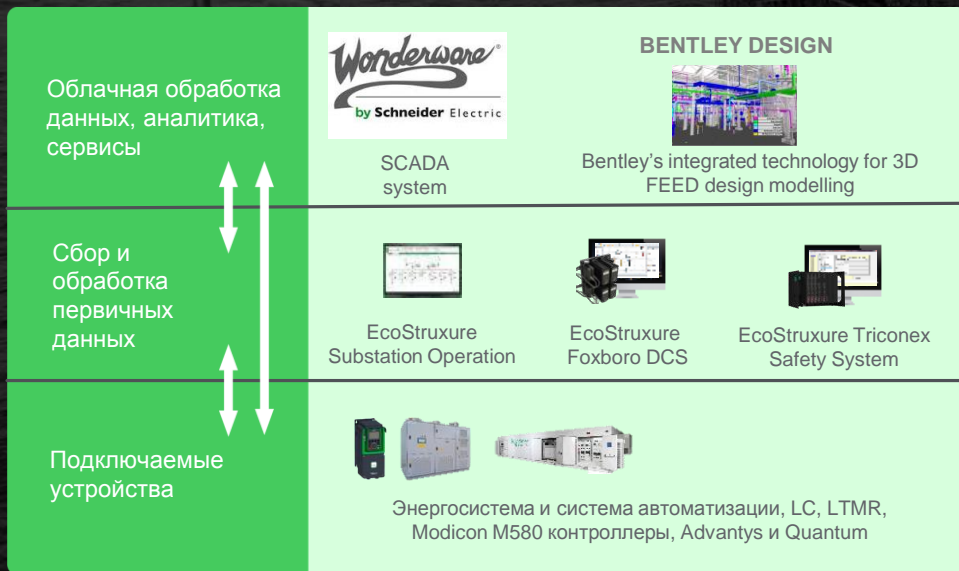 Облачная обработка
данных, аналитика,
сервисы
Wonderware®
by Schneider Electric
SCADA
system
BENTLEY DESIGN
Bentley's integrated technology for 3D
FEED design modelling
Сбор и
обработка
первичных
данных
EcoStruxure
Substation Operation
EcoStruxure
Foxboro DCS
EcoStruxure Triconex
Safety System
Подключаемые
устройства
Энергосистема и система автоматизации, LC, LTMR,
Modicon M580 контроллеры, Advantys и Quantum